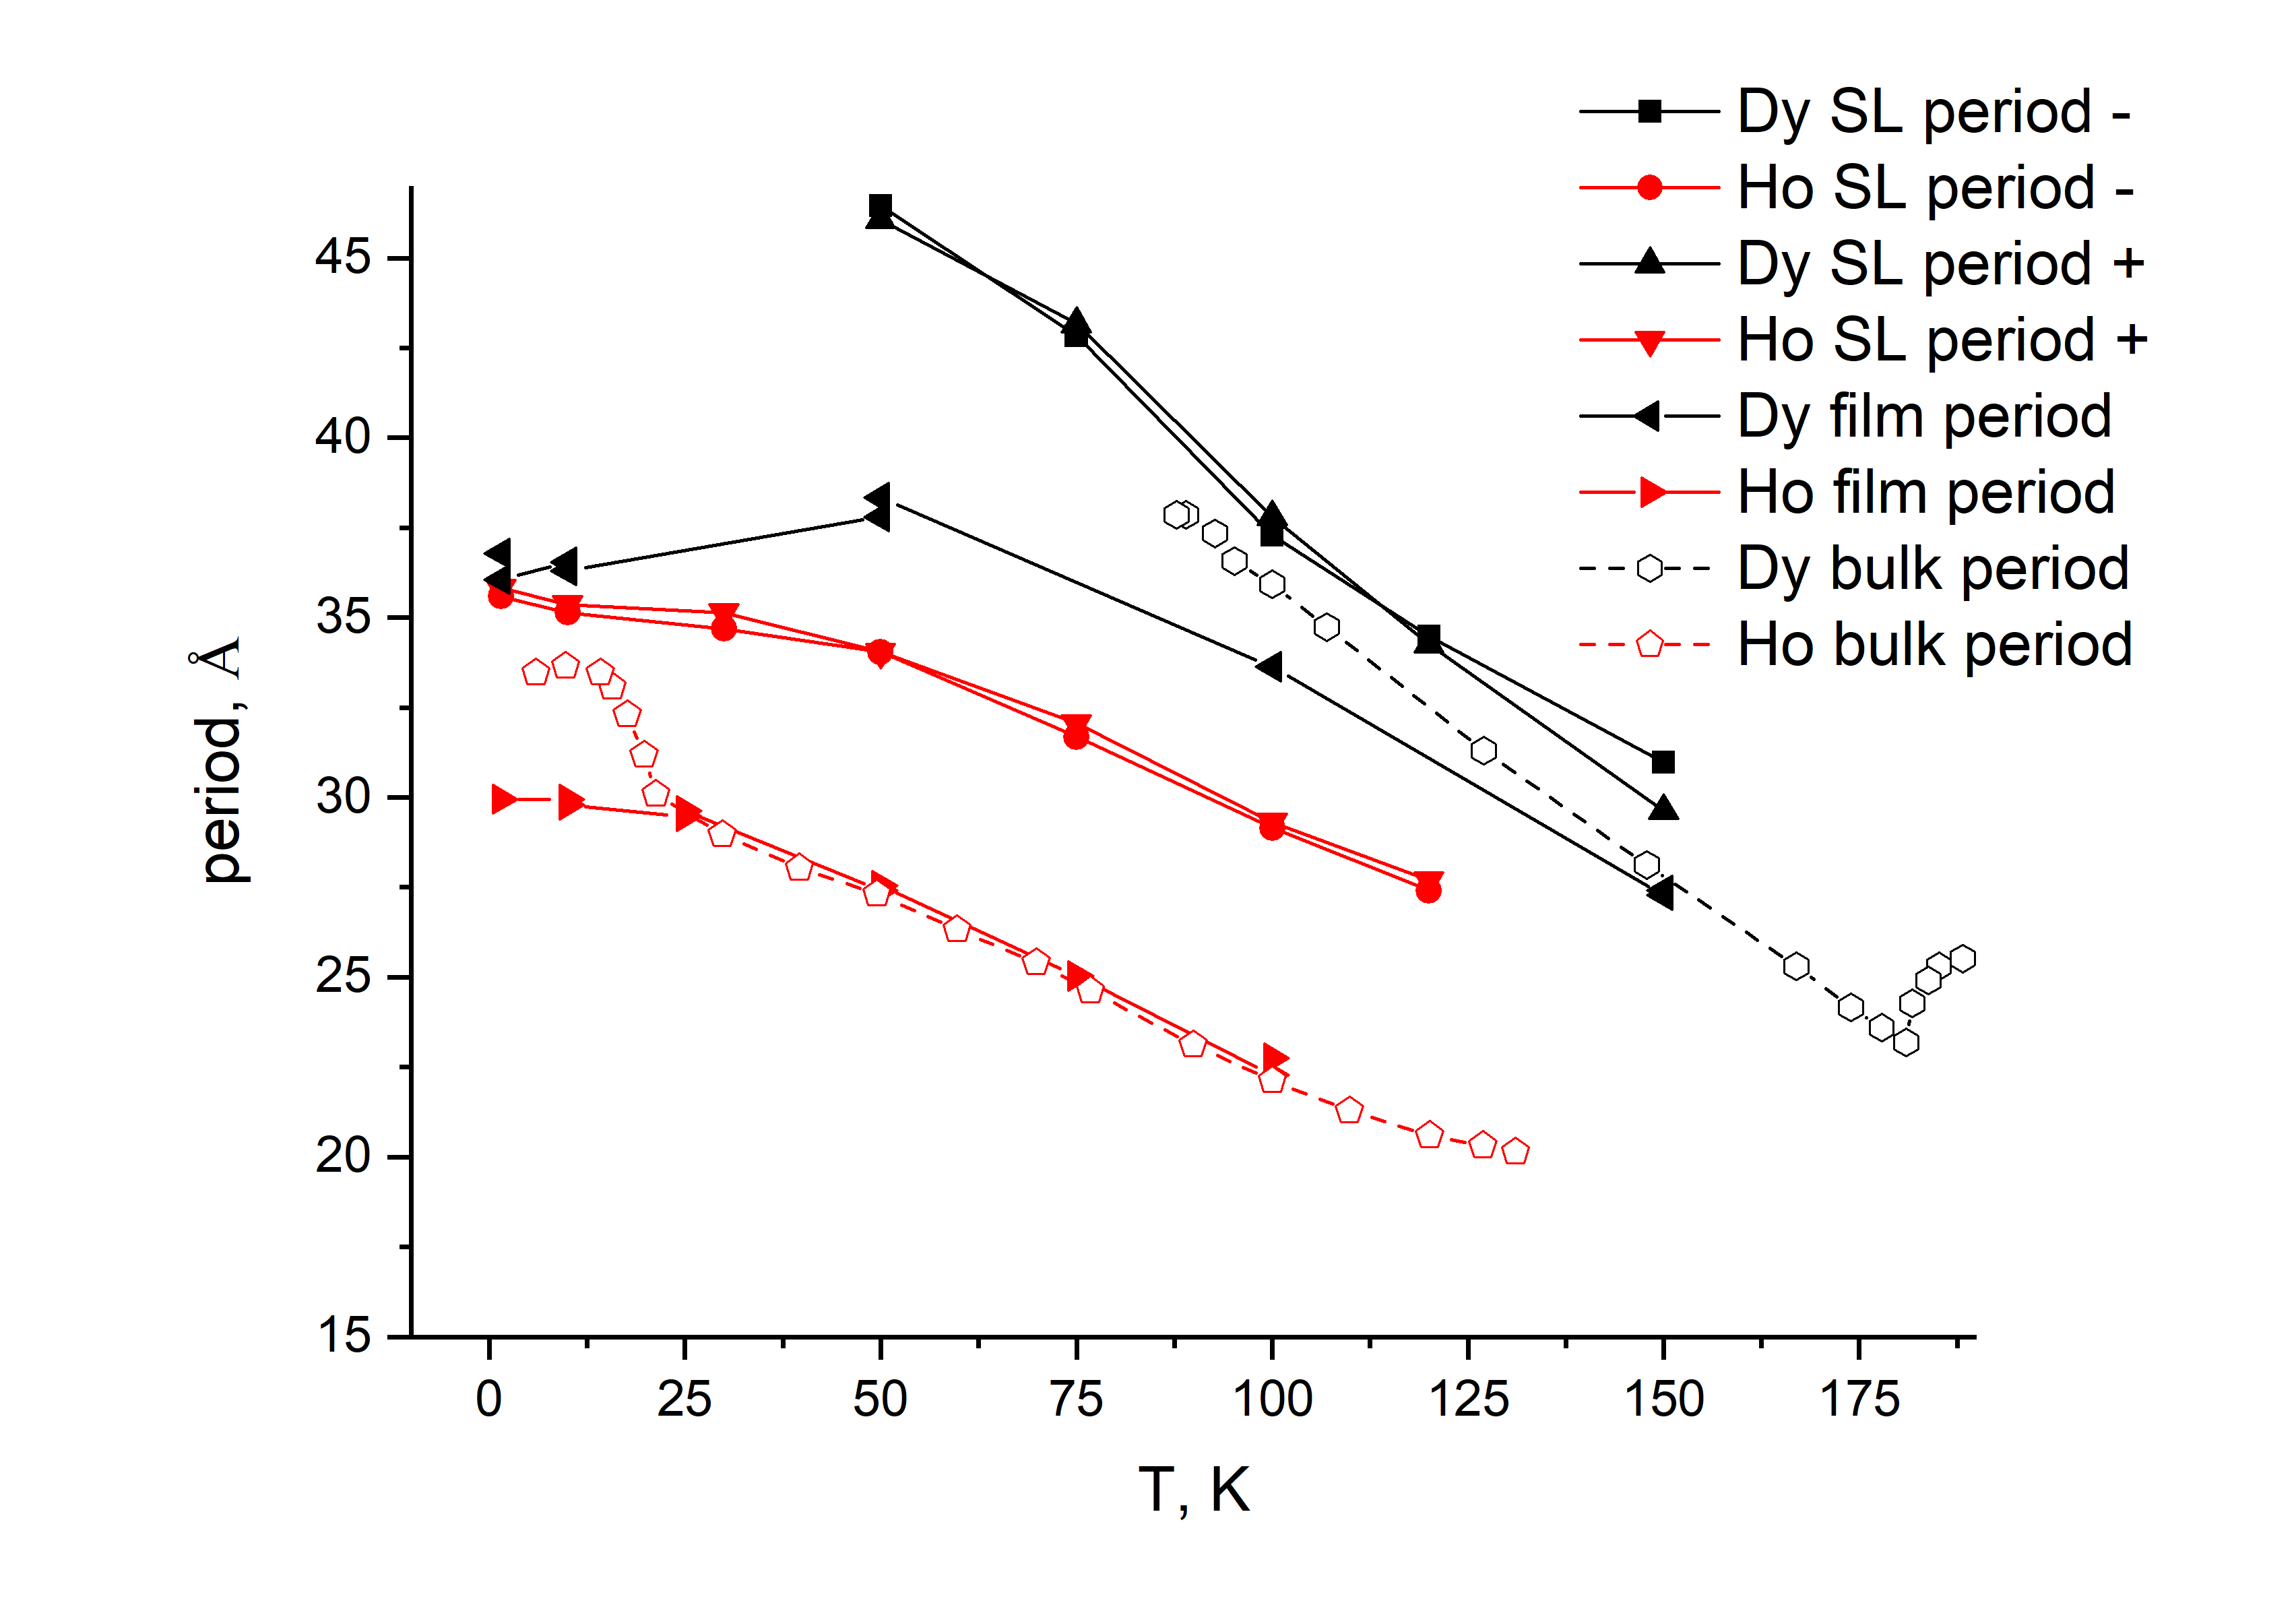 Dy SL period -
Ho SL period -
Dy SL period +
Ho SL period +
Dy film period
Ho film period
Dy bulk period
Ho bulk period
45
40
35
30
25
20
15
period, Å
0 25 50 75 100 125 150 175
T, K